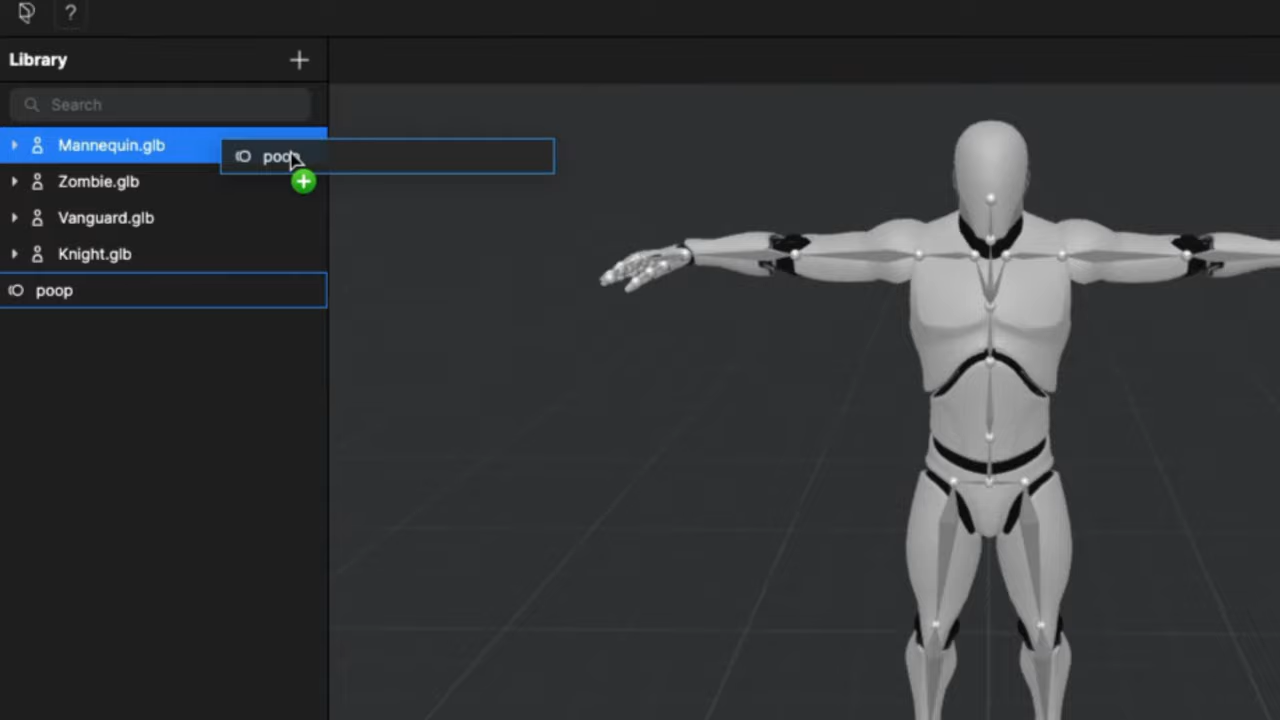 ?
Library
Search
Mannequin.glb
poop
Zombie.glb
Vanguard.glb
Knight.glb
poop